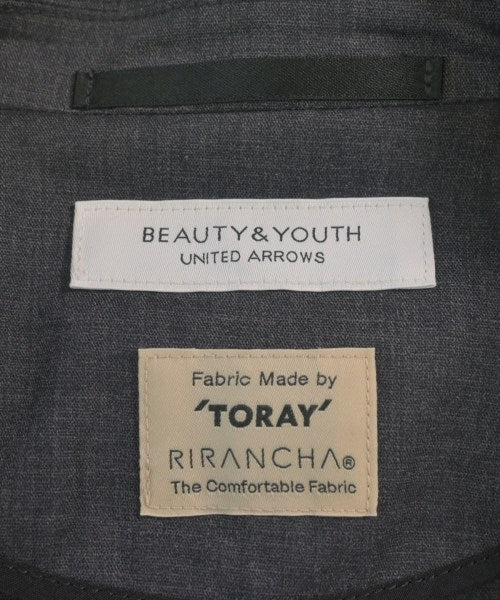 BEAUTY&YOUTH
UNITED ARROWS
Fabric Made by
'TORAY'
RIRANCHA®
The Comfortable Fabric